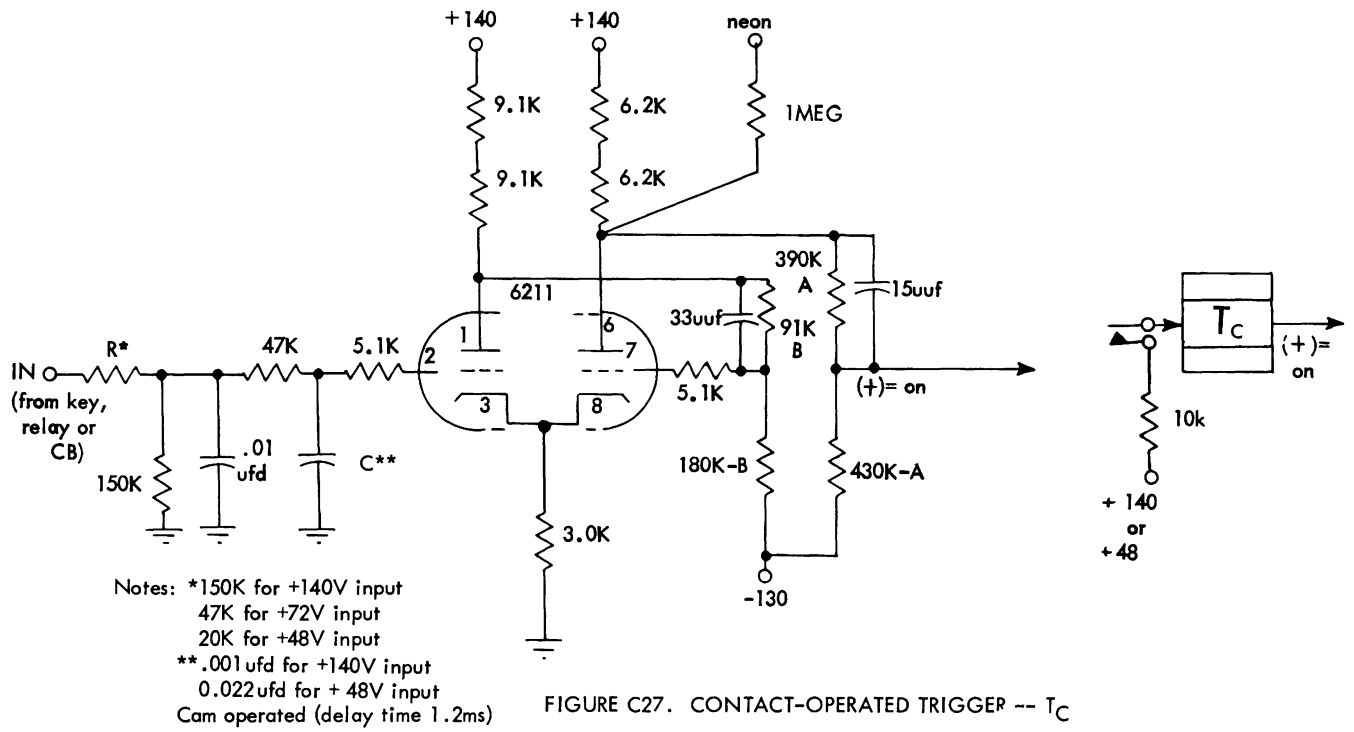 +140
+140
neon
9.1K
6.2K
1MEG
9.1K
6.2K
390K
A
15uuf
6211
33uuf
91K
B
1
6
7
2
3
8
R*
47K
5.1K
5.1K
IN
(from key,
relay or
CB)
(+)= on
150K
.01
ufd
C**
180K-B
430K-A
3.0K
-130
TC
(+)=
on
10k
+ 140
or
+48
Notes: *150K for +140V input
47K for +72V input
20K for +48V input
**.001ufd for +140V input
0.022ufd for + 48V input
Cam operated (delay time 1.2ms)
FIGURE C27. CONTACT-OPERATED TRIGGER -- TC